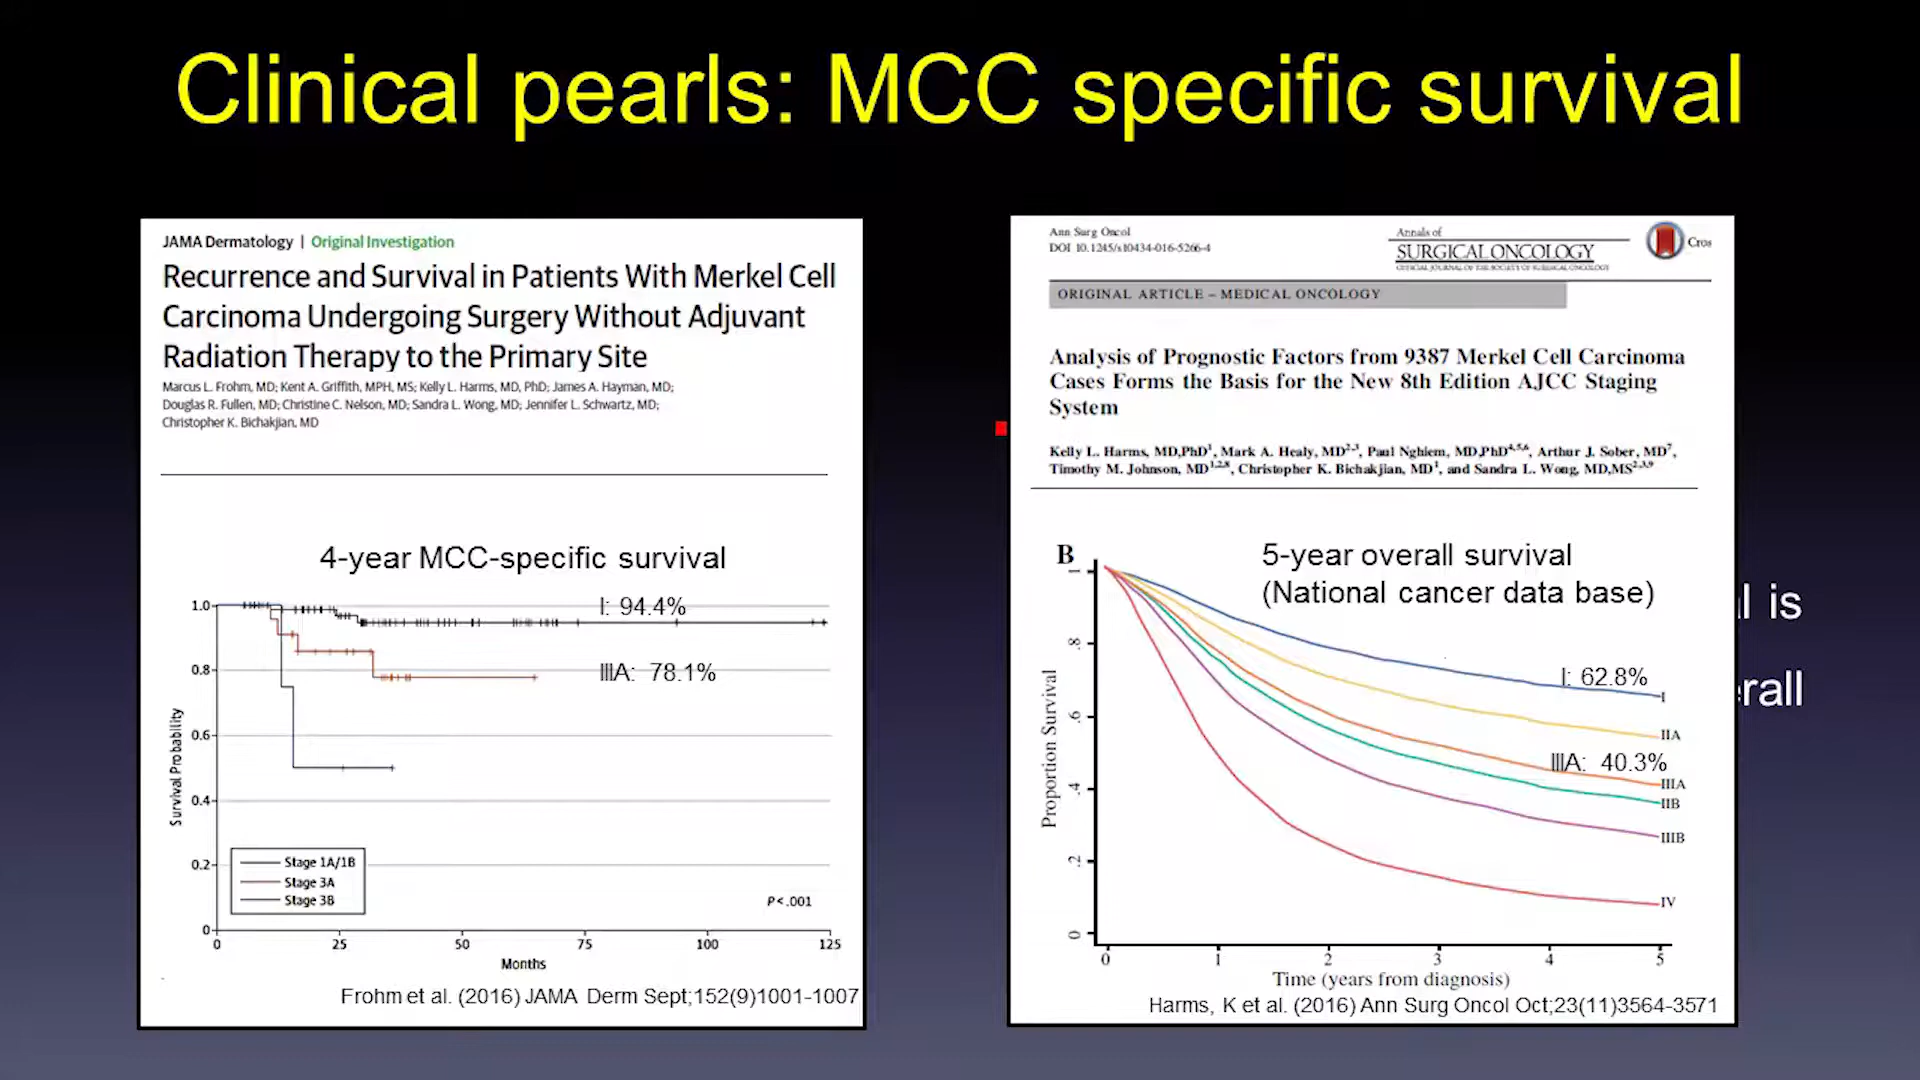 Clinical pearls: MCC specific survival
JAMA Dermatology | Original Investigation
Recurrence and Survival in Patients With Merkel Cell
Carcinoma Undergoing Surgery Without Adjuvant
Radiation Therapy to the Primary Site
Marcus L. Frohm, MD; Kent A. Griffith, MPH, MS; Kelly L. Harms, MD, PhD; James A. Hayman, MD;
Douglas R. Fullen, MD; Christine C. Nelson, MD; Sandra L. Wong, MD; Jennifer L. Schwartz, MD;
Christopher K. Bichakjian, MD
4-year MCC-specific survival
I: 94.4%
IIIA: 78.1%
Survival Probability
1.0
0.8
0.6
0.4
0.2
0
Stage 1A/1B
Stage 3A
Stage 3B
P<.001
0 25 50 75 100 125
Months
Frohm et al. (2016) JAMA Derm Sept;152(9)1001-1007
Ann Surg Oncol
DOI 10.1245/s10434-016-5266-4
Annals of
SURGICAL ONCOLOGY
OFFICIAL JOURNAL OF THE SOCIETY OF SURGICAL ONCOLOGY
Cros
ORIGINAL ARTICLE – MEDICAL ONCOLOGY
Analysis of Prognostic Factors from 9387 Merkel Cell Carcinoma
Cases Forms the Basis for the New 8th Edition AJCC Staging
System
Kelly L. Harms, MD,PhD1, Mark A. Healy, MD2,3, Paul Nghiem, MD,PhD4,5,6, Arthur J. Sober, MD7,
Timothy M. Johnson, MD1,2,8, Christopher K. Bichakjian, MD1, and Sandra L. Wong, MD,MS2,3,9
B
5-year overall survival
(National cancer data base)
I: 62.8%
I
IIA
IIIA: 40.3%
IIIA
IIB
IIIB
IV
Proportion Survival
1
.8
.6
.4
.2
0
0 1 2 3 4 5
Time (years from diagnosis)
Harms, K et al. (2016) Ann Surg Oncol Oct;23(11)3564-3571
l is
erall